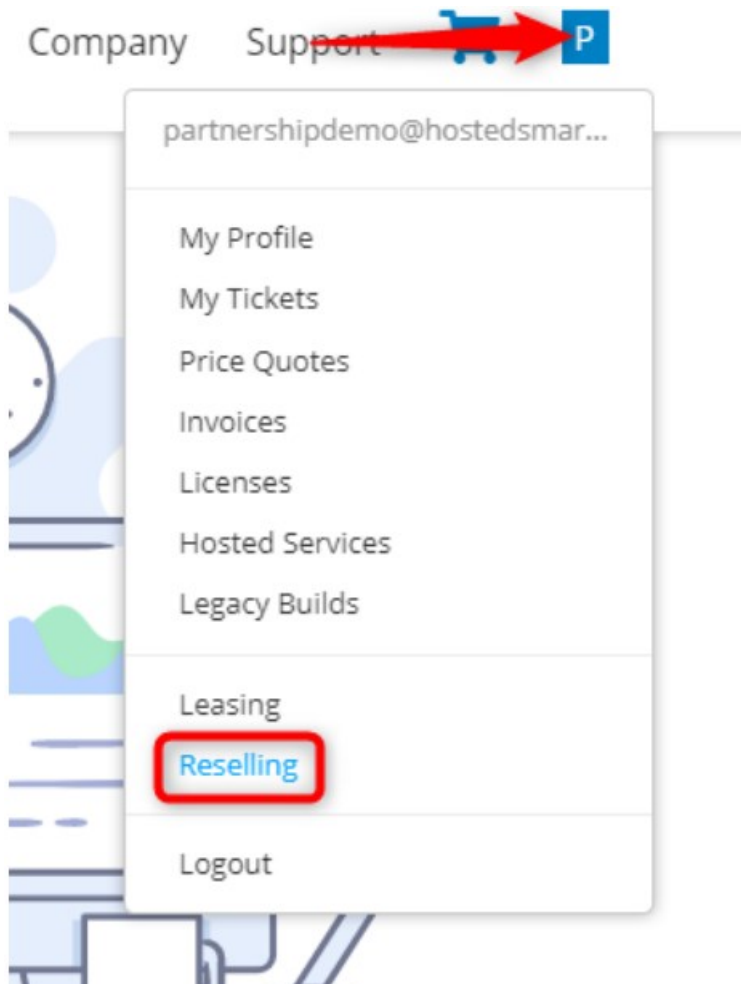 Company Support P
partnershipdemo@hostedsmar...
My Profile
My Tickets
Price Quotes
Invoices
Licenses
Hosted Services
Legacy Builds
Leasing
Reselling
Logout